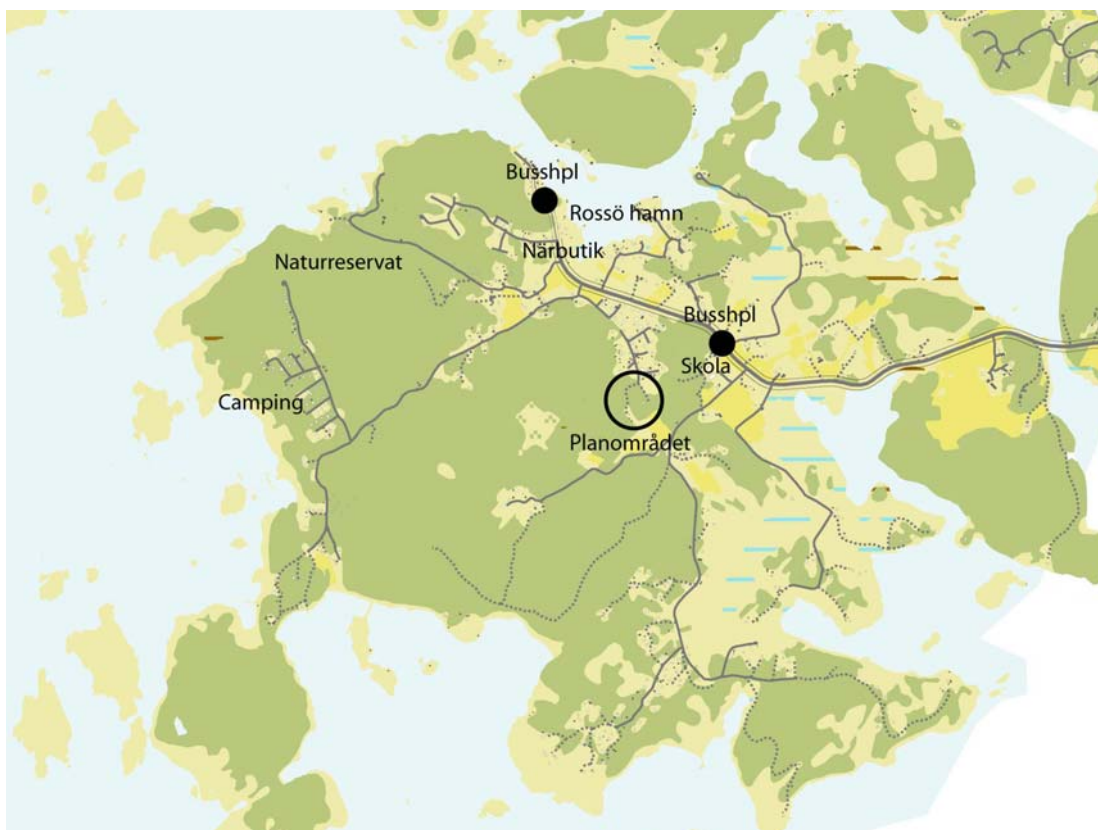 Busshpl
Rossö hamn
Närbutik
Naturreservat
Busshpl
Skola
Camping
Planområdet